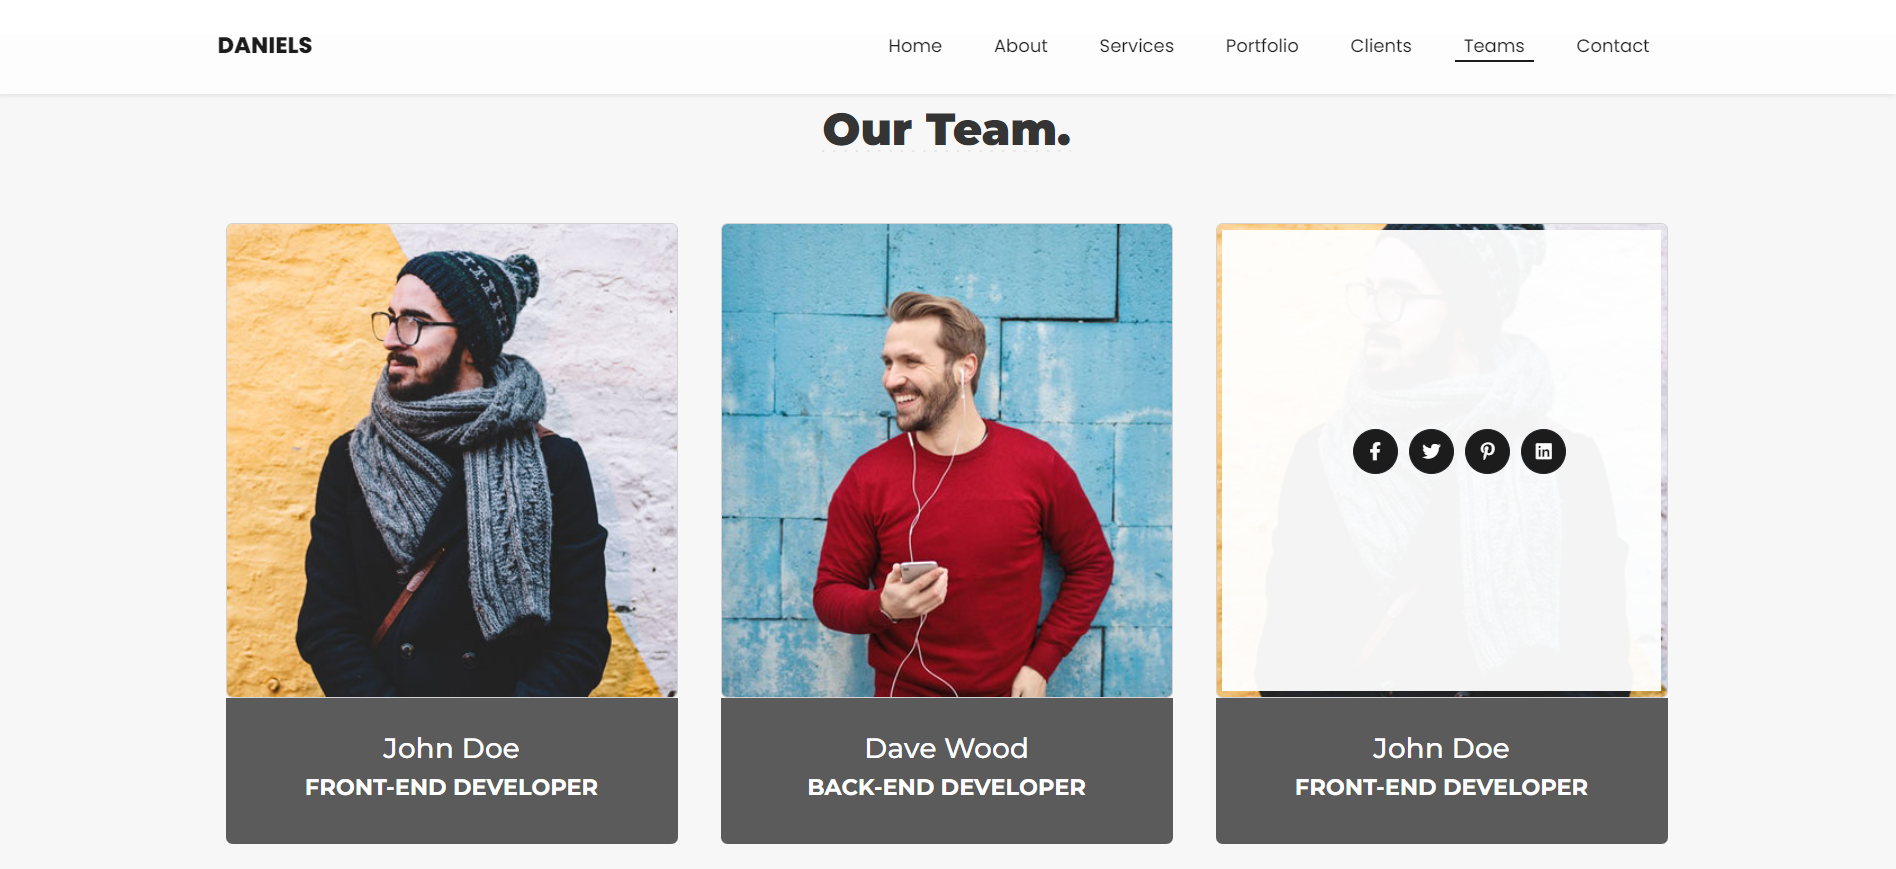 DANIELS
Home About Services Portfolio Clients Teams Contact
Our Team.
John Doe
FRONT-END DEVELOPER
Dave Wood
BACK-END DEVELOPER
John Doe
FRONT-END DEVELOPER